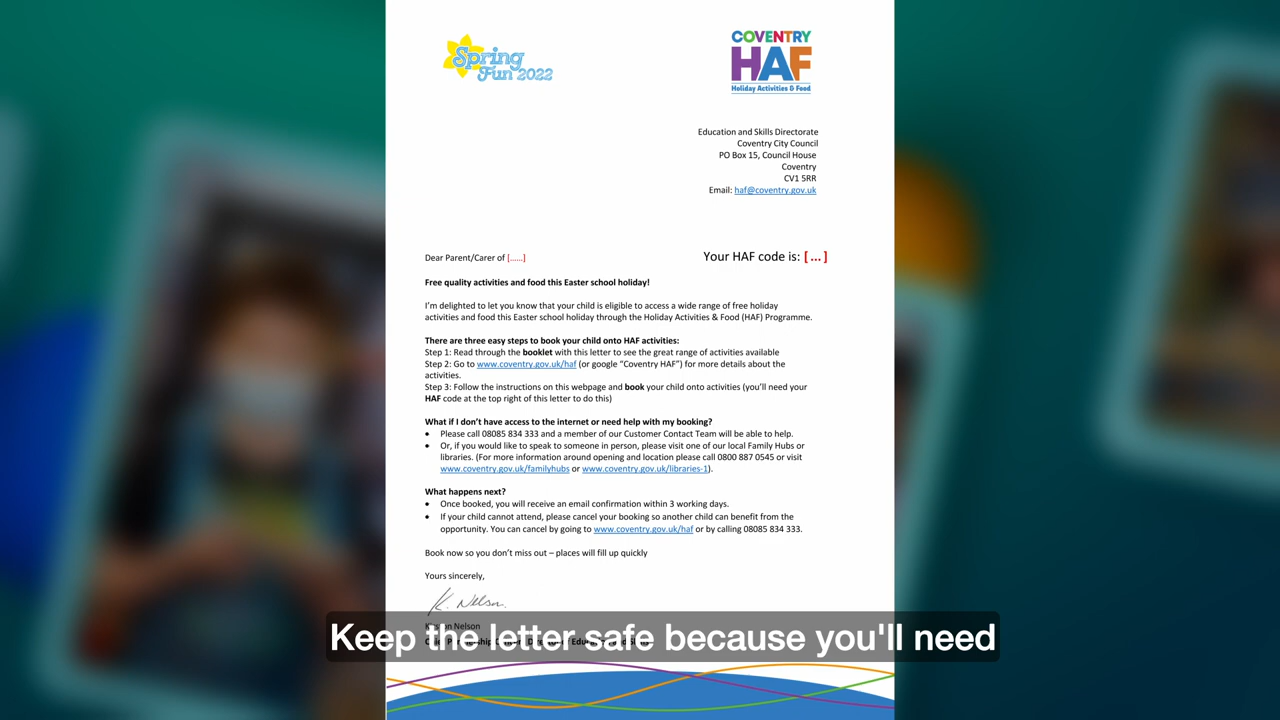 Spring
Fun 2022
COVENTRY
HAF
Holiday Activities & Food
Education and Skills Directorate
Coventry City Council
PO Box 15, Council House
Coventry
CV1 5RR
Email: haf@coventry.gov.uk
Dear Parent/Carer of [......]
Your HAF code is: [ ... ]
Free quality activities and food this Easter school holiday!
I'm delighted to let you know that your child is eligible to access a wide range of free holiday
activities and food this Easter school holiday through the Holiday Activities & Food (HAF) Programme.
There are three easy steps to book your child onto HAF activities:
Step 1: Read through the booklet with this letter to see the great range of activities available
Step 2: Go to www.coventry.gov.uk/haf (or google “Coventry HAF”) for more details about the
activities.
Step 3: Follow the instructions on this webpage and book your child onto activities (you'll need your
HAF code at the top right of this letter to do this)
What if I don't have access to the internet or need help with my booking?
• Please call 08085 834 333 and a member of our Customer Contact Team will be able to help.
• Or, if you would like to speak to someone in person, please visit one of our local Family Hubs or
libraries. (For more information around opening and location please call 0800 887 0545 or visit
www.coventry.gov.uk/familyhubs or www.coventry.gov.uk/libraries-1).
What happens next?
• Once booked, you will receive an email confirmation within 3 working days.
• If your child cannot attend, please cancel your booking so another child can benefit from the
opportunity. You can cancel by going to www.coventry.gov.uk/haf or by calling 08085 834 333.
Book now so you don't miss out – places will fill up quickly
Yours sincerely,
K. Nelson.
Nelson
Keep the letter safe because you'll need